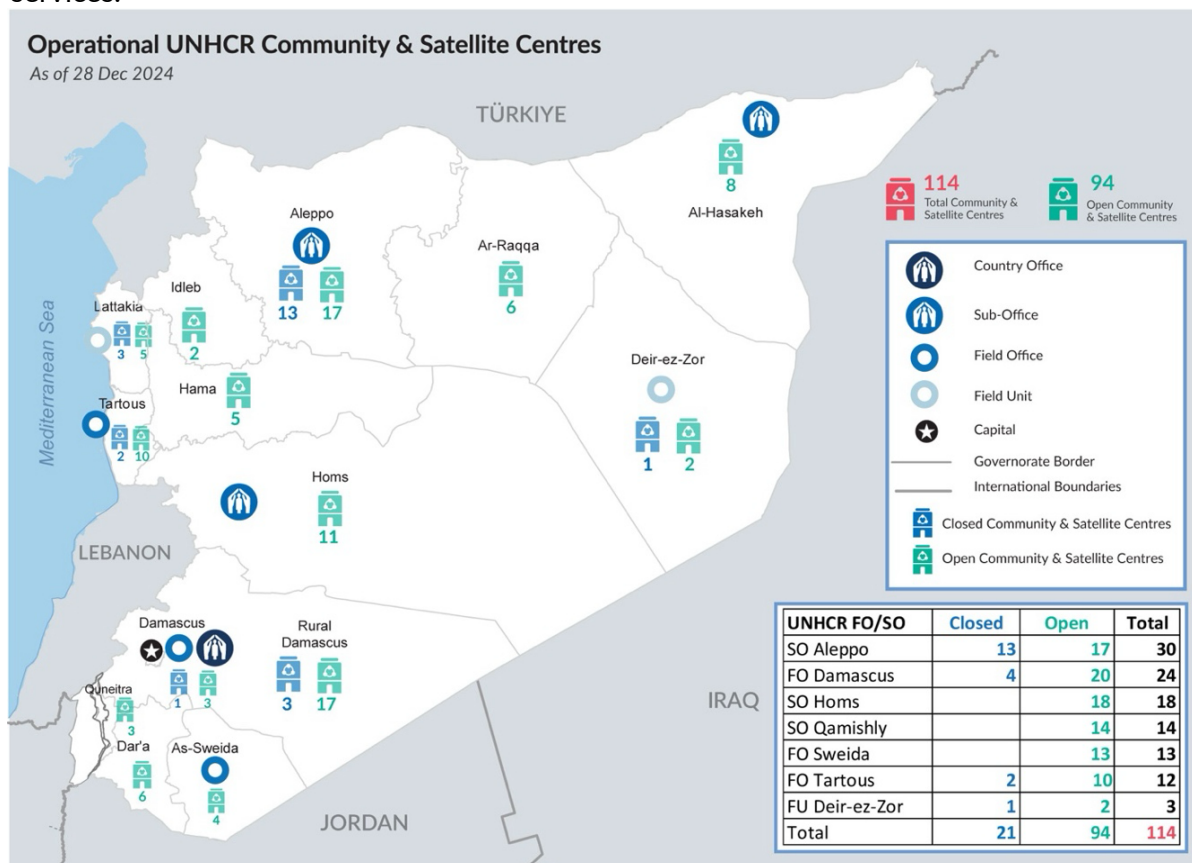 services.
Operational UNHCR Community & Satellite Centres
As of 28 Dec 2024
TÜRKIYE
8
Al-Hasakeh
114
Total Community &
Satellite Centres
94
Open Community
& Satellite Centres
Aleppo
13 17
Ar-Raqqa
6
Idleb
2
Lattakia
3 5
Mediterranean Sea
Hama
5
Tartous
2 10
Deir-ez-Zor
1 2
Homs
11
LEBANON
Damascus
1 3
Rural
Damascus
3 17
Quneitra
3
Dar'a
6
As-Sweida
4
IRAQ
JORDAN
Country Office
Sub-Office
Field Office
Field Unit
Capital
Governorate Border
International Boundaries
Closed Community & Satellite Centres
Open Community & Satellite Centres
UNHCR FO/SO Closed Open Total
SO Aleppo 13 17 30
FO Damascus 4 20 24
SO Homs 18 18
SO Qamishly 14 14
FO Sweida 13 13
FO Tartous 2 10 12
FU Deir-ez-Zor 1 2 3
Total 21 94 114